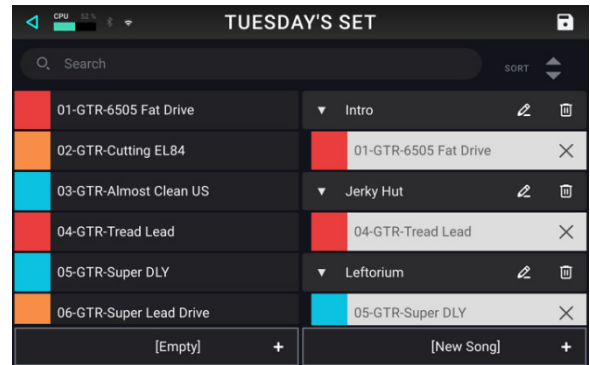 CPU 52 %
TUESDAY'S SET
Search
SORT
01-GTR-6505 Fat Drive
02-GTR-Cutting EL84
03-GTR-Almost Clean US
04-GTR-Tread Lead
05-GTR-Super DLY
06-GTR-Super Lead Drive
[Empty] +
Intro
01-GTR-6505 Fat Drive
Jerky Hut
04-GTR-Tread Lead
Leftorium
05-GTR-Super DLY
[New Song] +